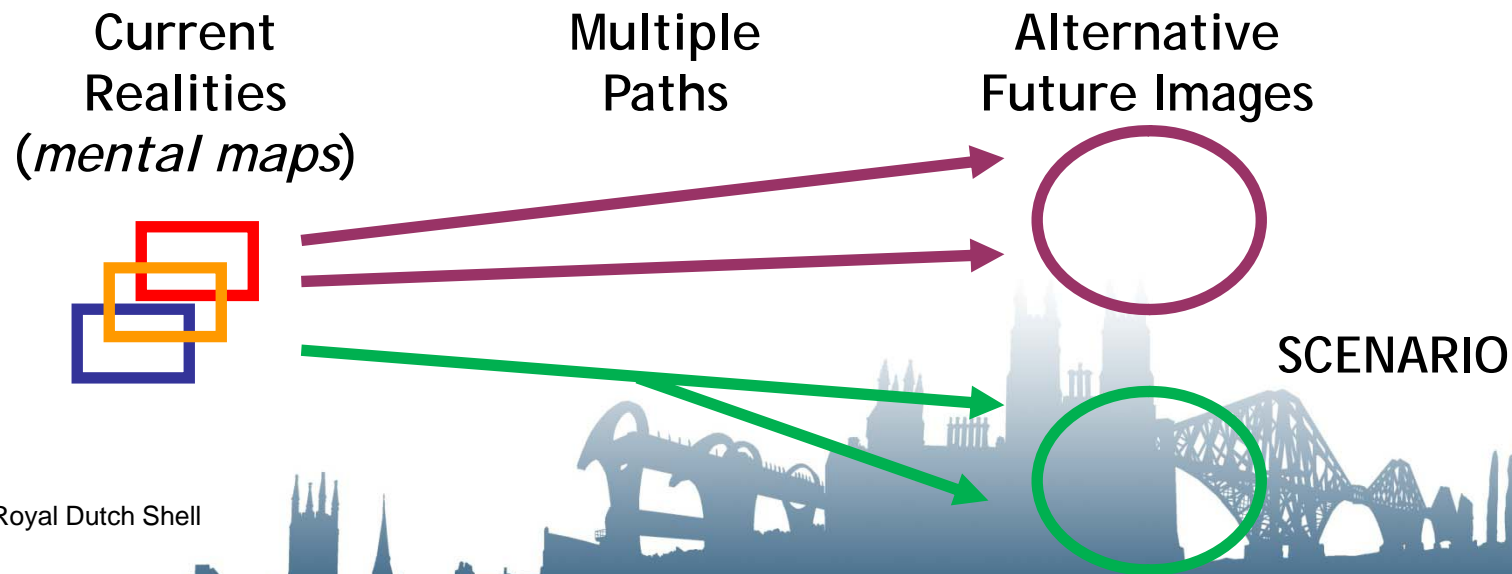 Current
Realities
(mental maps)
Multiple
Paths
Alternative
Future Images
SCENARIO
Royal Dutch Shell